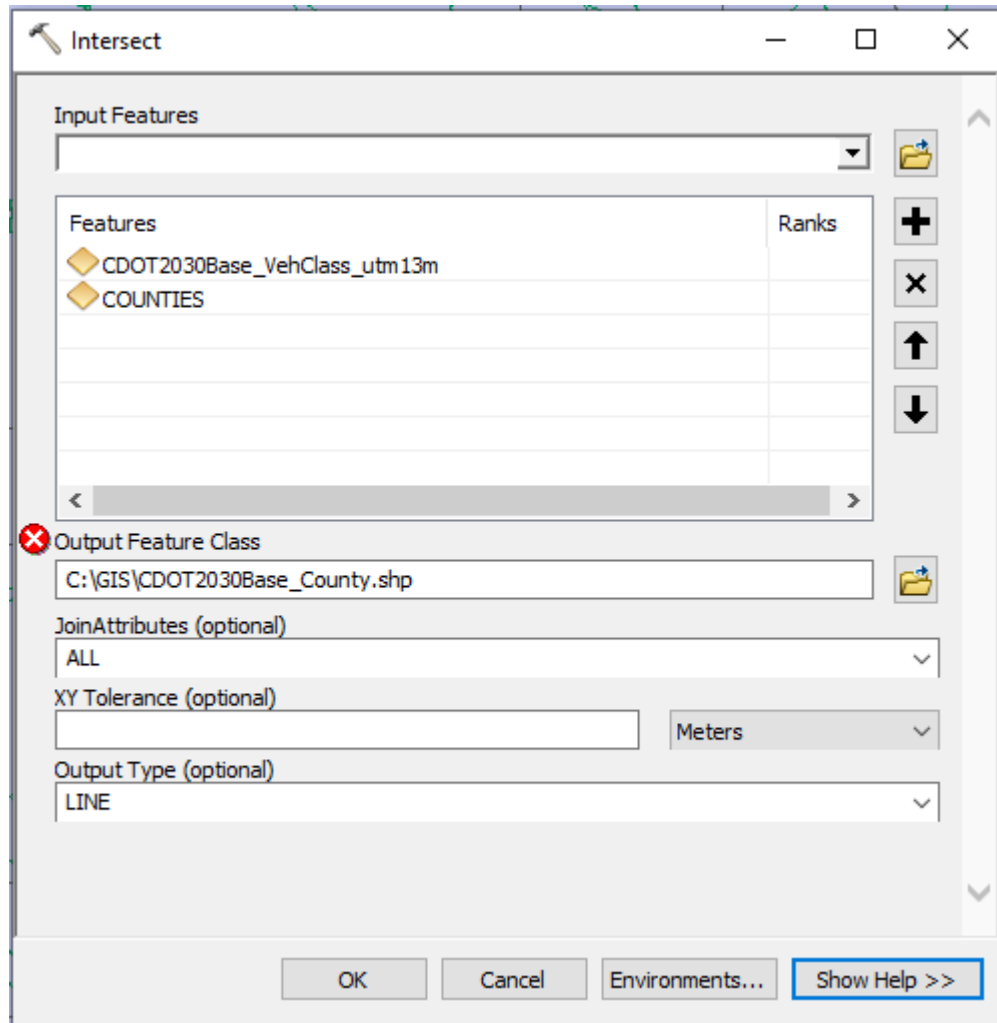 Intersect
Input Features
Features Ranks
CDOT2030Base_VehClass_utm13m
COUNTIES
Output Feature Class
C:\GIS\CDOT2030Base_County.shp
JoinAttributes (optional)
ALL
XY Tolerance (optional)
Meters
Output Type (optional)
LINE
OK Cancel Environments... Show Help >>